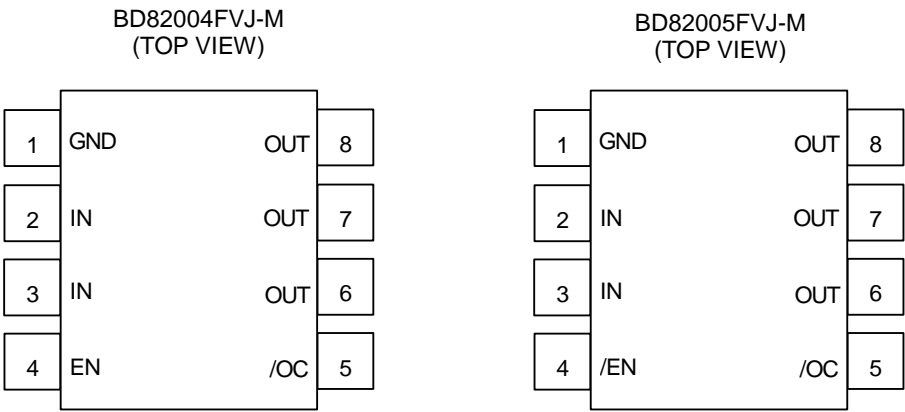 BD82004FVJ-M
(TOP VIEW)
1 GND OUT 8
2 IN OUT 7
3 IN OUT 6
4 EN /OC 5
BD82005FVJ-M
(TOP VIEW)
1 GND OUT 8
2 IN OUT 7
3 IN OUT 6
4 /EN /OC 5